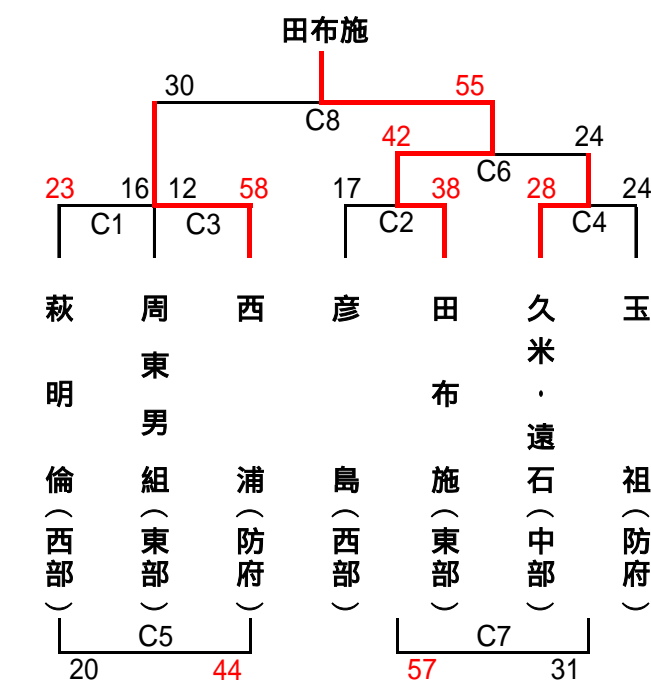 田布施
30 55
C8
42 24
C6
23 16 12 58 17 38 28 24
C1 C3 C2 C4
萩明倫(西部)
周東男組(東部)
西浦(防府)
彦島(西部)
田布施(東部)
久米・遠石(中部)
玉祖(防府)
C5 C7
20 44 57 31